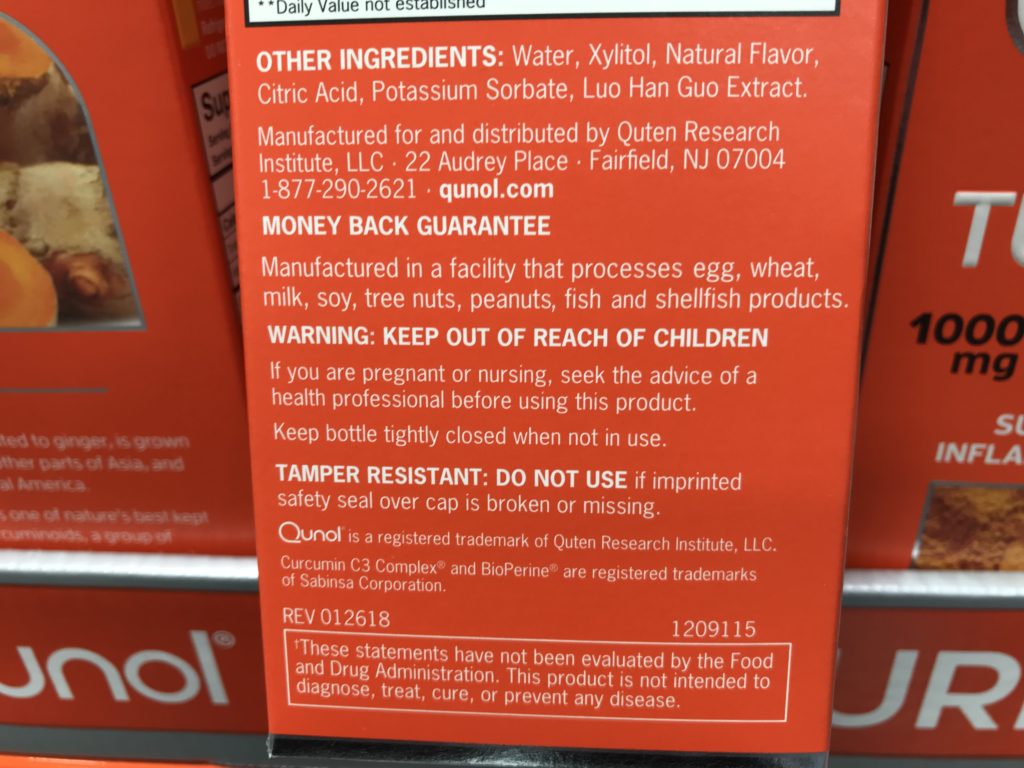 **Daily Value not established
OTHER INGREDIENTS: Water, Xylitol, Natural Flavor,
Citric Acid, Potassium Sorbate, Luo Han Guo Extract.
Manufactured for and distributed by Quten Research
Institute, LLC · 22 Audrey Place · Fairfield, NJ 07004
1-877-290-2621 · qunol.com
MONEY BACK GUARANTEE
Manufactured in a facility that processes egg, wheat,
milk, soy, tree nuts, peanuts, fish and shellfish products.
WARNING: KEEP OUT OF REACH OF CHILDREN
If you are pregnant or nursing, seek the advice of a
health professional before using this product.
Keep bottle tightly closed when not in use.
TAMPER RESISTANT: DO NOT USE if imprinted
safety seal over cap is broken or missing.
Qunol® is a registered trademark of Quten Research Institute, LLC.
Curcumin C3 Complex® and BioPerine® are registered trademarks
of Sabinsa Corporation.
REV 012618 1209115
†These statements have not been evaluated by the Food
and Drug Administration. This product is not intended to
diagnose, treat, cure, or prevent any disease.
Sup
ted to ginger, is grown
ther parts of Asia, and
al America.
s one of nature's best kept
rcuminoids, a group of
unol®
TU
1000
mg
SU
INFLA
UR